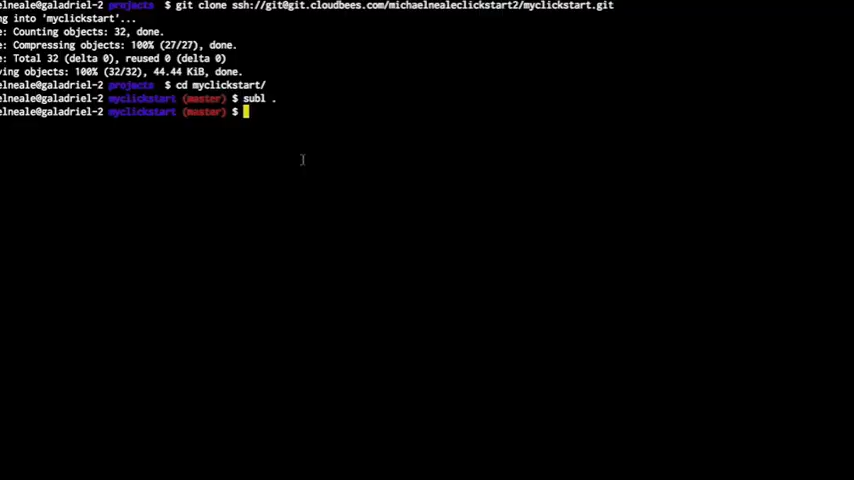 elneale@galadriel-2 projects $ git clone ssh://git@git.cloudbees.com/michaelnealeclickstart2/myclickstart.git
ng into 'myclickstart'...
e: Counting objects: 32, done.
e: Compressing objects: 100% (27/27), done.
e: Total 32 (delta 0), reused 0 (delta 0)
ving objects: 100% (32/32), 44.44 KiB, done.
elneale@galadriel-2 projects $ cd myclickstart/
elneale@galadriel-2 myclickstart (master) $ subl .
elneale@galadriel-2 myclickstart (master) $